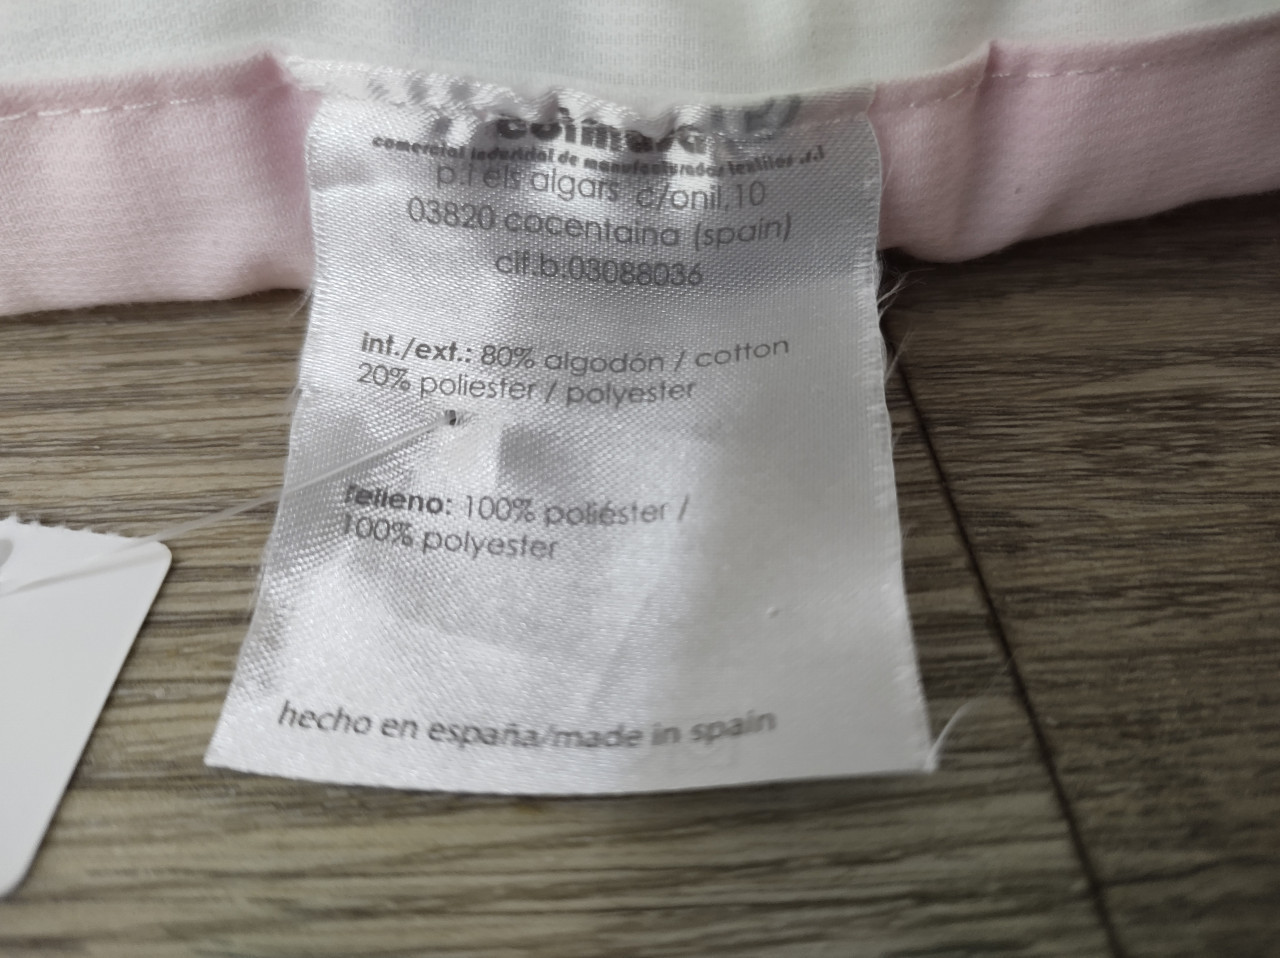 comercial industrial de manufacturados textiles s.l
p.i els algars c/onil,10
03820 cocentaina (spain)
cif.b:03088036
int./ext.: 80% algodón / cotton
20% poliester / polyester
relleno: 100% poliéster /
100% polyester
hecho en españa/made in spain